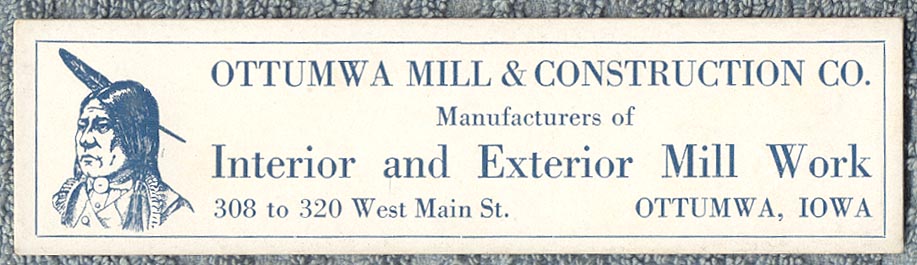 OTTUMWA MILL & CONSTRUCTION CO.
Manufacturers of
Interior and Exterior Mill Work
308 to 320 West Main St. OTTUMWA, IOWA